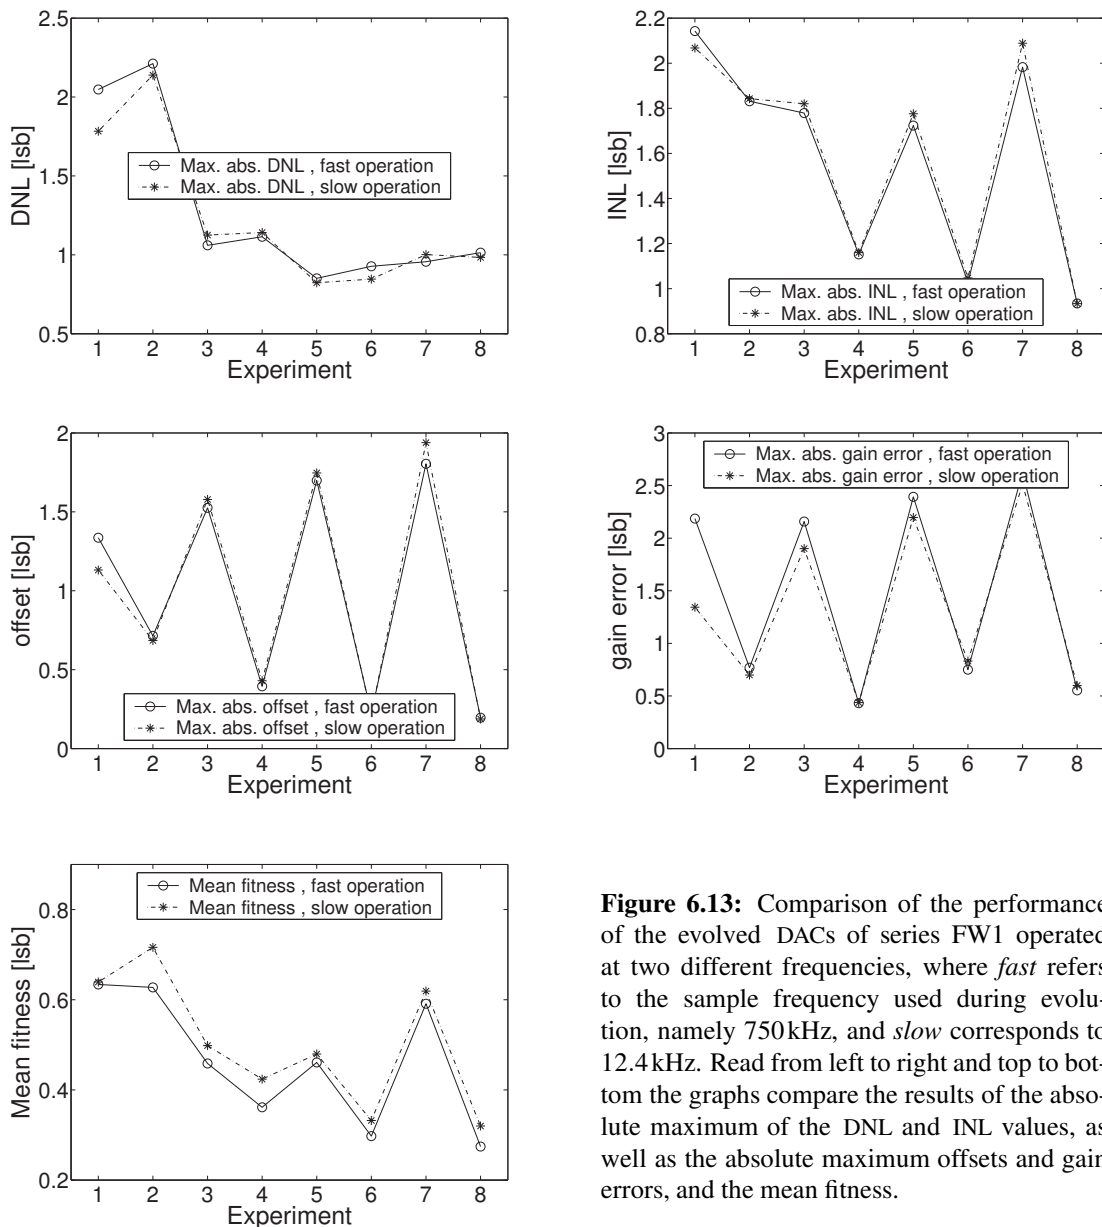 2.5
2
1.5
1
0.5
DNL [lsb]
Max. abs. DNL , fast operation
Max. abs. DNL , slow operation
1 2 3 4 5 6 7 8
Experiment
2.2
2
1.8
1.6
1.4
1.2
1
0.8
INL [lsb]
Max. abs. INL , fast operation
Max. abs. INL , slow operation
1 2 3 4 5 6 7 8
Experiment
2
1.5
1
0.5
0
offset [lsb]
Max. abs. offset , fast operation
Max. abs. offset , slow operation
1 2 3 4 5 6 7 8
Experiment
3
2.5
2
1.5
1
0.5
0
gain error [lsb]
Max. abs. gain error , fast operation
Max. abs. gain error , slow operation
1 2 3 4 5 6 7 8
Experiment
0.8
0.6
0.4
0.2
Mean fitness [lsb]
Mean fitness , fast operation
Mean fitness , slow operation
1 2 3 4 5 6 7 8
Experiment
Figure 6.13: Comparison of the performance
of the evolved DACs of series FW1 operated
at two different frequencies, where fast refers
to the sample frequency used during evolu-
tion, namely 750 kHz, and slow corresponds to
12.4 kHz. Read from left to right and top to bot-
tom the graphs compare the results of the abso-
lute maximum of the DNL and INL values, as
well as the absolute maximum offsets and gain
errors, and the mean fitness.